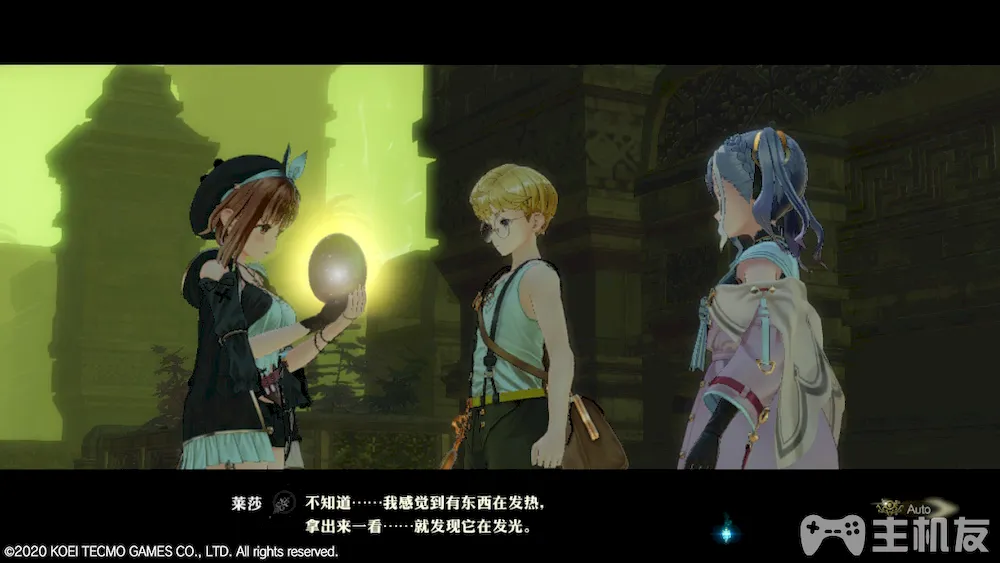 莱莎
不知道……我感觉到有东西在发热，
拿出来一看……就发现它在发光。
Auto
主机友
©2020 KOEI TECMO GAMES CO., LTD. All rights reserved.